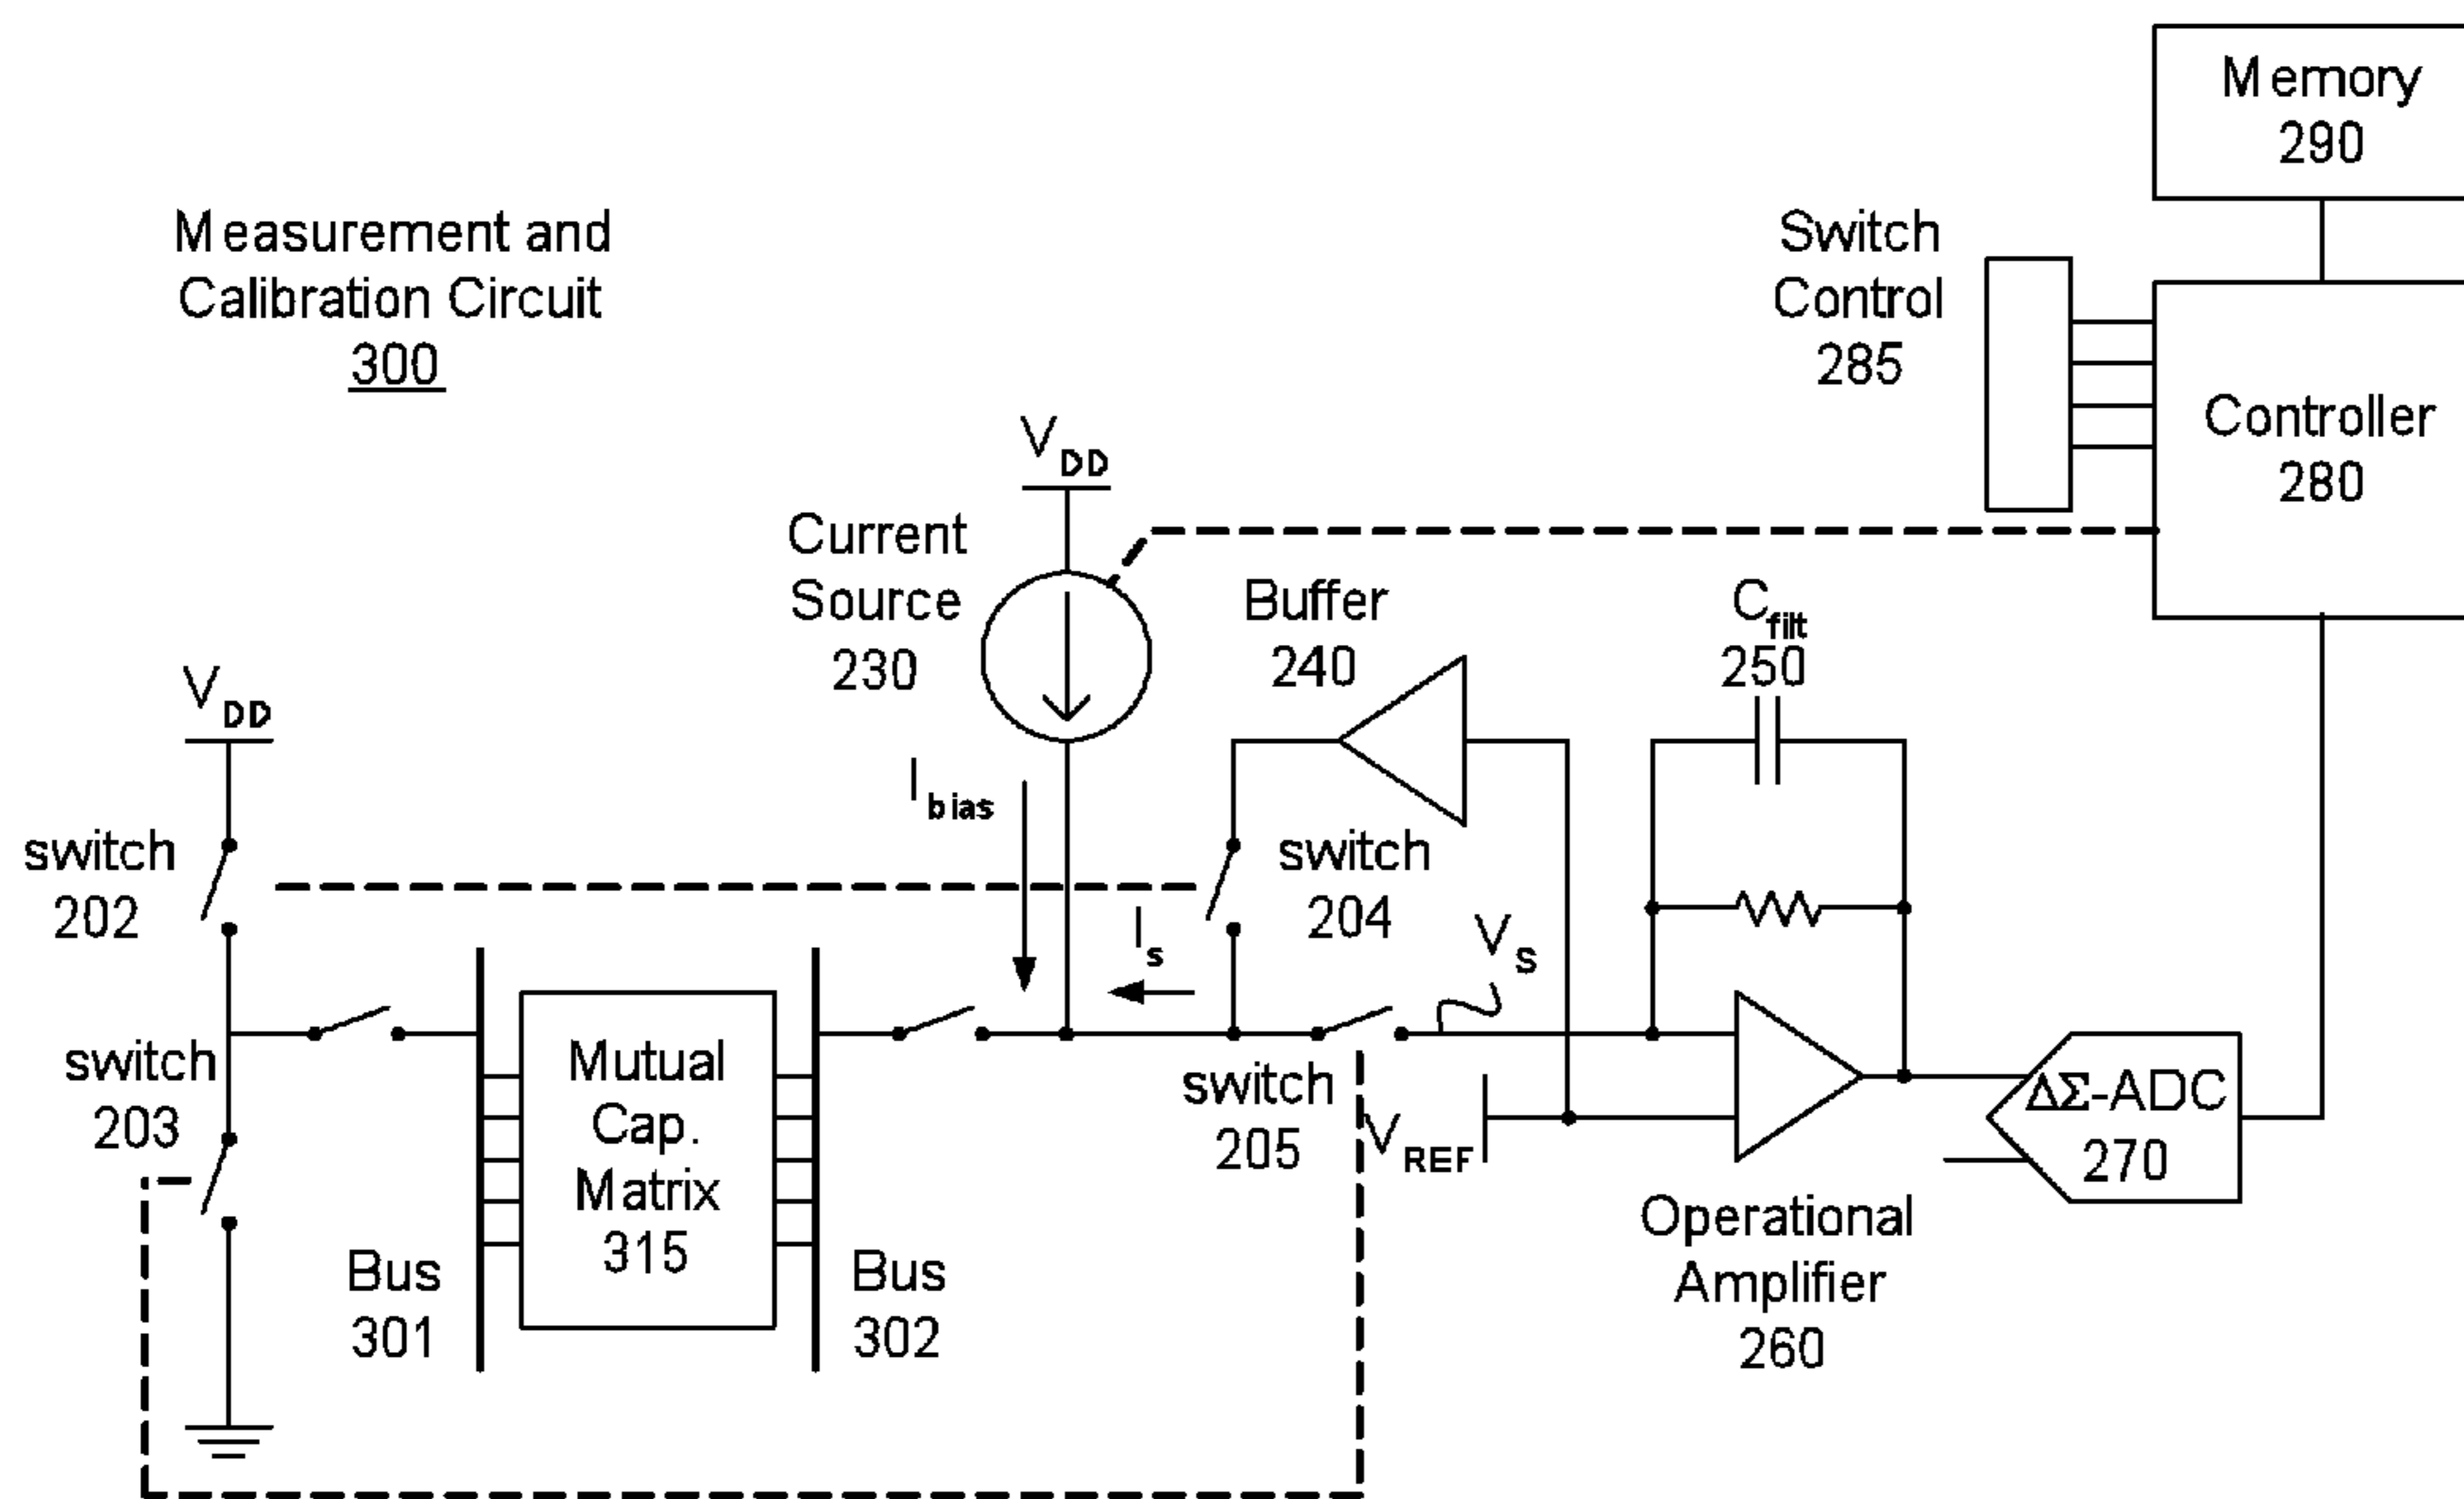 Memory
290
Measurement and
Calibration Circuit
300
Switch
Control
285
Controller
280
VDD
Current
Source
230
Buffer
240
Cfilt
250
VDD
Ibias
switch
202
switch
204
Is
Vs
switch
203
Mutual
Cap.
Matrix
315
switch
205
VREF
ΔΣ-ADC
270
Bus
301
Bus
302
Operational
Amplifier
260